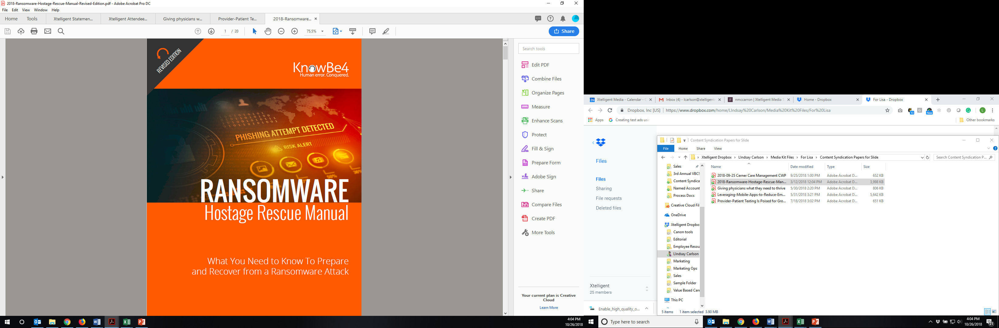 2018-Ransomware-Hostage-Rescue-Manual-Revised-Edition.pdf - Adobe Acrobat Pro DC
File Edit View Window Help
Home Tools Xtelligent Statemen... Xtelligent Attendee... Giving physicians w... Provider-Patient Te... 2018-Ransomware... ×
1 / 20 75.5% Share
REVISED EDITION
KnowBe4
Human error. Conquered.
PHISHING ATTEMPT DETECTED
RISK ALERT
50%
36%
RANSOMWARE
Hostage Rescue Manual
What You Need to Know To Prepare
and Recover from a Ransomware Attack
Search tools
Edit PDF
Combine Files
Organize Pages
Measure
Enhance Scans
Protect
Fill & Sign
Prepare Form
Adobe Sign
Share
Compare Files
Create PDF
More Tools
Your current plan is Creative
Cloud
Learn More
4:04 PM
10/26/2018
Xtelligent Media - Calendar - Inbox (4) - lcarlson@xtelligent nmccarron | Xtelligent Media Home - Dropbox For Lisa - Dropbox
Dropbox, Inc [US] | https://www.dropbox.com/home/LIndsay%20Carlson/Media%20Kit%20Files/For%20Lisa
13 New L
Apps Creating test ads usin Other bookmarks
Files
Files
Sharing
File requests
Deleted files
Xtelligent
25 members
Enable_high_quality_o...
Content Syndication Papers for Slide
File Home Share View
Xtelligent Dropbox > LIndsay Carlson > Media Kit Files > For Lisa > Content Syndication Papers for Slide Search Content Syndication P...
Sales
3rd Annual VBCS
Content Syndica
Named Account
Process Docs
Creative Cloud Fil
OneDrive
Xtelligent Dropbo
Canon tools
Editorial
Employee Resou
LIndsay Carlson
Marketing
Marketing Ops
Sales
Sample Folder
Value Based Care
This PC
Name Date modified Type Size
2018-09-25 Cerner Care Management CWP 9/25/2018 1:00 PM Adobe Acrobat D... 652 KB
2018-Ransomware-Hostage-Rescue-Man... 3/12/2018 12:04 PM Adobe Acrobat D... 3,998 KB
Giving physicians what they need to thrive 5/30/2018 2:20 PM Adobe Acrobat D... 806 KB
Leveraging-Mobile-Apps-to-Reduce-Em... 5/31/2018 3:21 PM Adobe Acrobat D... 5,642 KB
Provider-Patient Texting Is Poised for Gro... 7/18/2018 3:02 PM Adobe Acrobat D... 651 KB
5 items 1 item selected 3.90 MB
Type here to search
4:04 PM
10/26/2018
21